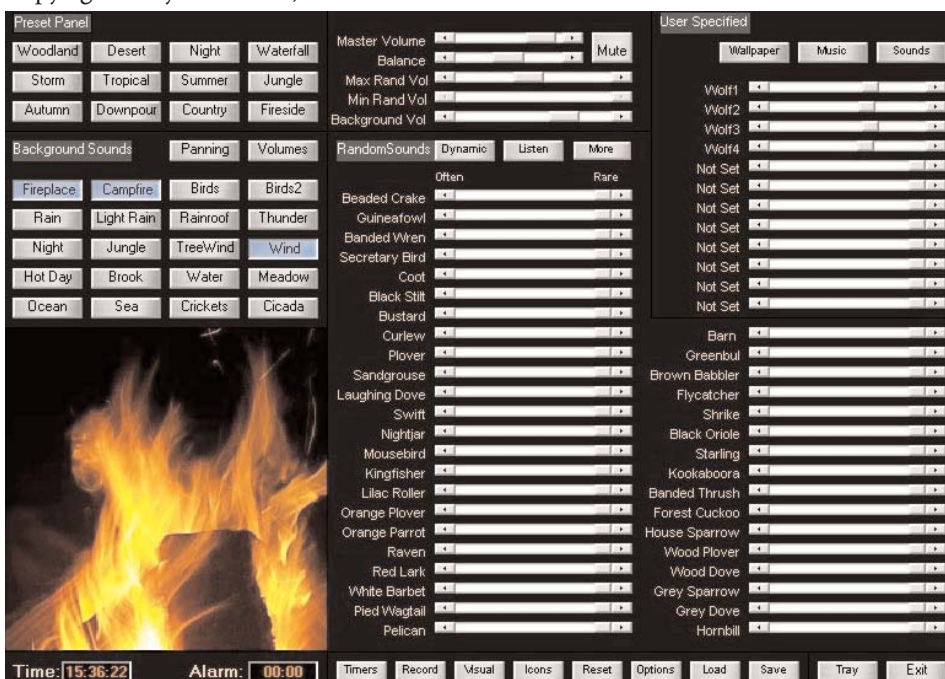 Preset Panel
Woodland Desert Night Waterfall
Storm Tropical Summer Jungle
Autumn Downpour Country Fireside
Background Sounds Panning Volumes
Fireplace Campfire Birds Birds2
Rain Light Rain Rainroof Thunder
Night Jungle TreeWind Wind
Hot Day Brook Water Meadow
Ocean Sea Crickets Cicada
Time: 15:36:22 Alarm: 00:00
Master Volume
Mute
Balance
Max Rand Vol
Min Rand Vol
Background Vol
RandomSounds Dynamic Listen More
Often Rare
Beaded Crake
Guineafowl
Banded Wren
Secretary Bird
Coot
Black Stilt
Bustard
Curlew
Plover
Sandgrouse
Laughing Dove
Swift
Nightjar
Mousebird
Kingfisher
Lilac Roller
Orange Plover
Orange Parrot
Raven
Red Lark
White Barbet
Pied Wagtail
Pelican
User Specified
Wallpaper Music Sounds
Wolf1
Wolf2
Wolf3
Wolf4
Not Set
Not Set
Not Set
Not Set
Not Set
Not Set
Not Set
Not Set
Barn
Greenbul
Brown Babbler
Flycatcher
Shrike
Black Oriole
Starling
Kookaboora
Banded Thrush
Forest Cuckoo
House Sparrow
Wood Plover
Wood Dove
Grey Sparrow
Grey Dove
Hornbill
Timers Record Visual Icons Reset Options Load Save Tray Exit